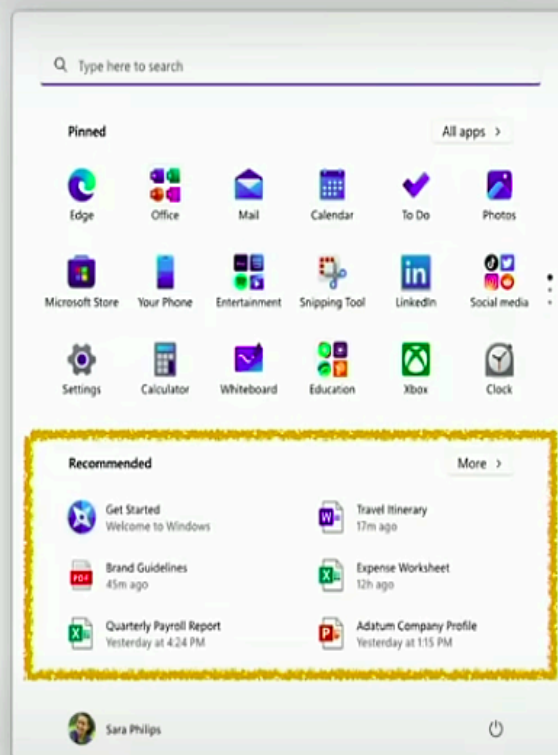 Type here to search
Pinned
All apps >
Edge
Office
Mail
Calendar
To Do
Photos
Microsoft Store
Your Phone
Entertainment
Snipping Tool
LinkedIn
Social media
Settings
Calculator
Whiteboard
Education
Xbox
Clock
Recommended
More >
Get Started
Welcome to Windows
Travel Itinerary
17m ago
Brand Guidelines
45m ago
Expense Worksheet
12h ago
Quarterly Payroll Report
Yesterday at 4:24 PM
Adatum Company Profile
Yesterday at 1:15 PM
Sara Philips